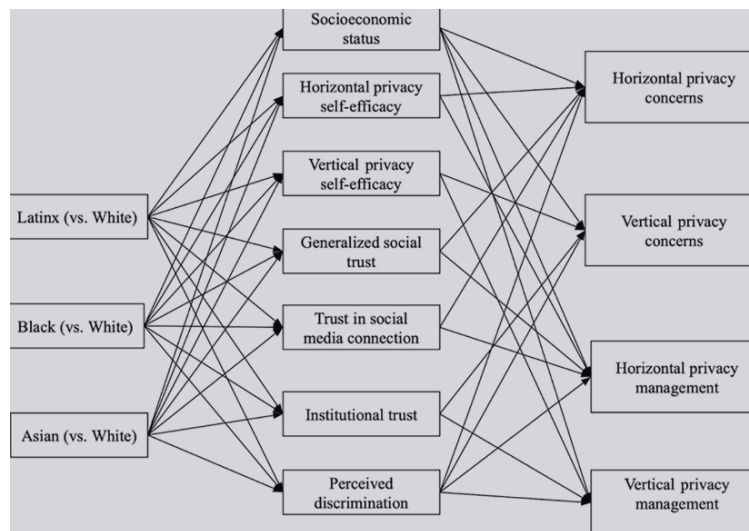 Socioeconomic
status
Horizontal privacy
self-efficacy
Vertical privacy
self-efficacy
Generalized social
trust
Trust in social
media connection
Institutional trust
Perceived
discrimination
Latinx (vs. White)
Black (vs. White)
Asian (vs. White)
Horizontal privacy
concerns
Vertical privacy
concerns
Horizontal privacy
management
Vertical privacy
management